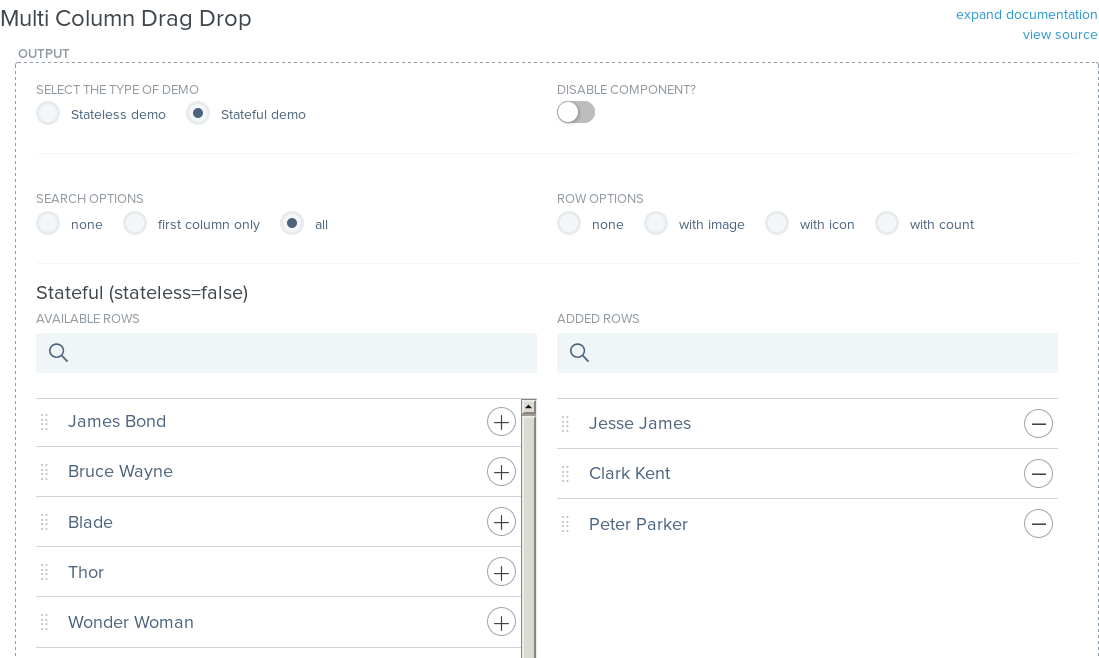 Multi Column Drag Drop
expand documentation
view source
OUTPUT
SELECT THE TYPE OF DEMO
Stateless demo Stateful demo
DISABLE COMPONENT?
SEARCH OPTIONS
none first column only all
ROW OPTIONS
none with image with icon with count
Stateful (stateless=false)
AVAILABLE ROWS
James Bond
Bruce Wayne
Blade
Thor
Wonder Woman
ADDED ROWS
Jesse James
Clark Kent
Peter Parker